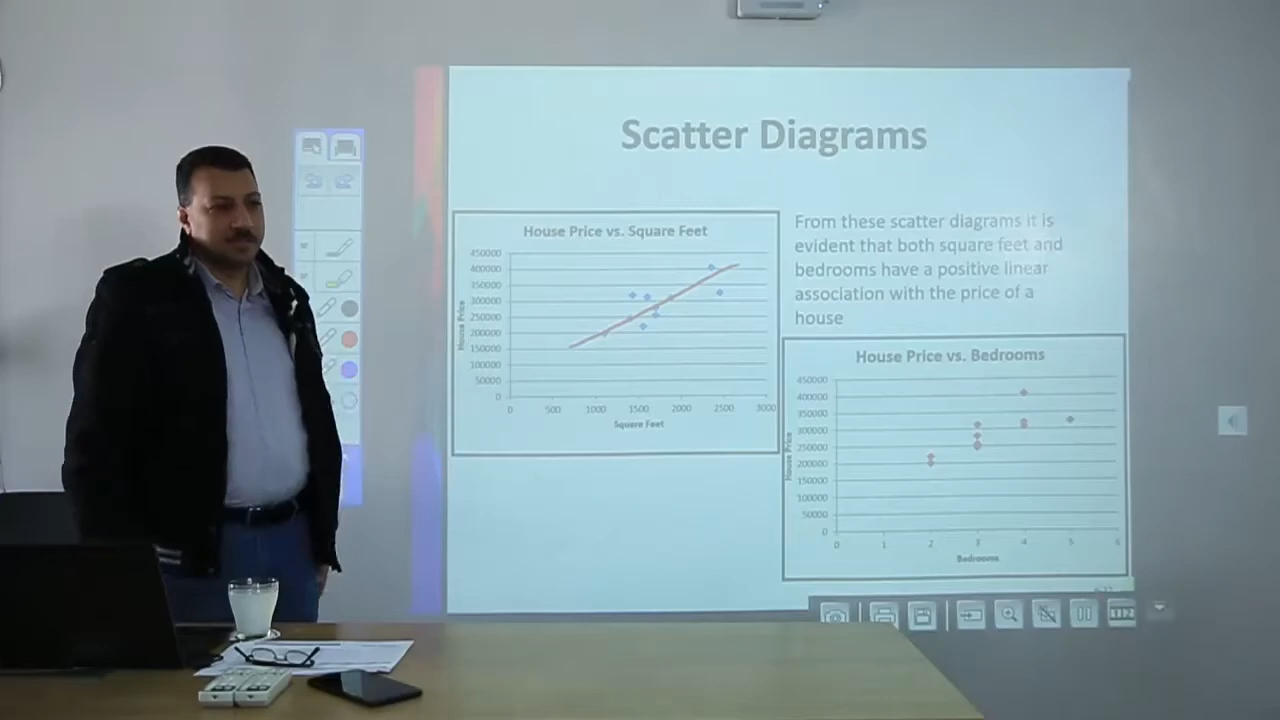 Scatter Diagrams
House Price vs. Square Feet
450000
400000
350000
300000
250000
200000
150000
100000
50000
0
House Price
0 500 1000 1500 2000 2500 3000
Square Feet
From these scatter diagrams it is
evident that both square feet and
bedrooms have a positive linear
association with the price of a
house
House Price vs. Bedrooms
450000
400000
350000
300000
250000
200000
150000
100000
50000
0
House Price
0 1 2 3 4 5 6
Bedrooms